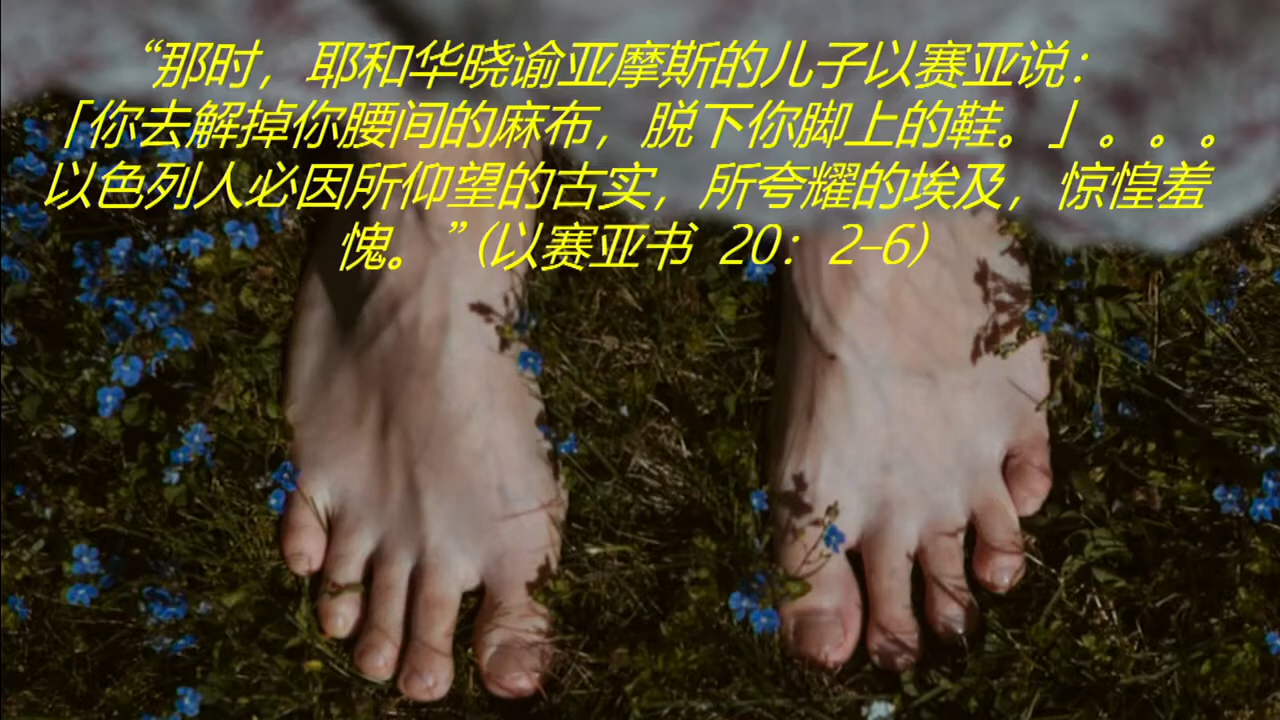 “那时，耶和华晓谕亚摩斯的儿子以赛亚说：
「你去解掉你腰间的麻布，脱下你脚上的鞋。」。。。
以色列人必因所仰望的古实，所夸耀的埃及，惊惶羞
愧。”（以赛亚书 20：2–6）